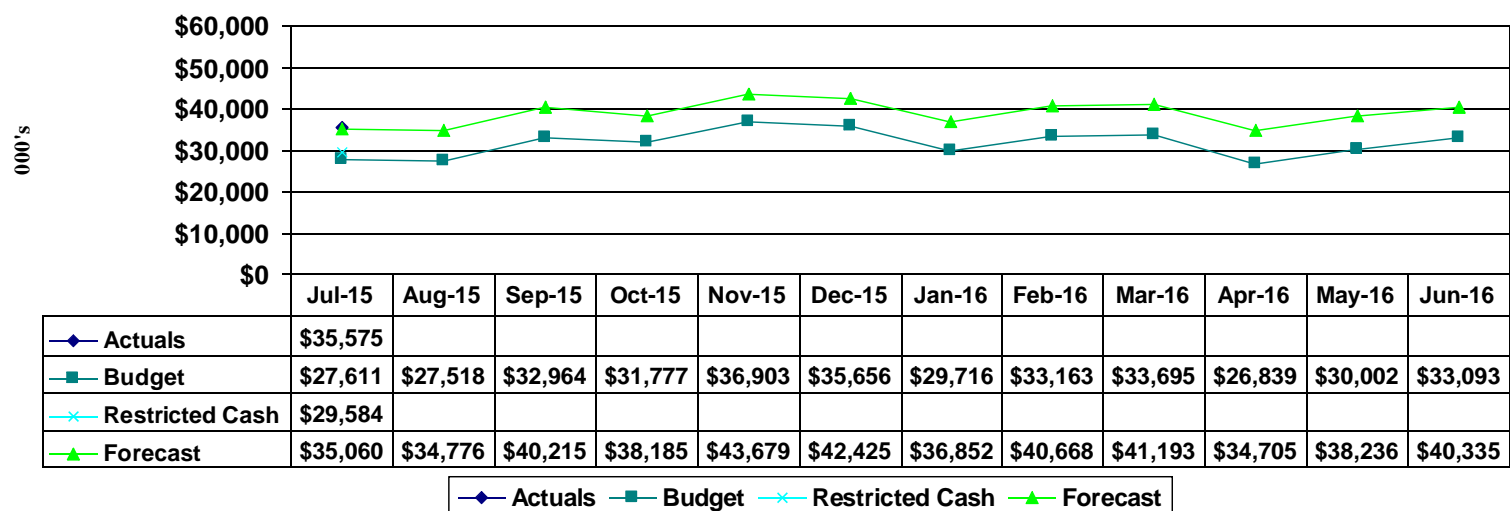 $60,000
$50,000
$40,000
$30,000
$20,000
$10,000
$0
000's
Jul-15 Aug-15 Sep-15 Oct-15 Nov-15 Dec-15 Jan-16 Feb-16 Mar-16 Apr-16 May-16 Jun-16
Actuals $35,575
Budget $27,611 $27,518 $32,964 $31,777 $36,903 $35,656 $29,716 $33,163 $33,695 $26,839 $30,002 $33,093
Restricted Cash $29,584
Forecast $35,060 $34,776 $40,215 $38,185 $43,679 $42,425 $36,852 $40,668 $41,193 $34,705 $38,236 $40,335
Actuals Budget Restricted Cash Forecast